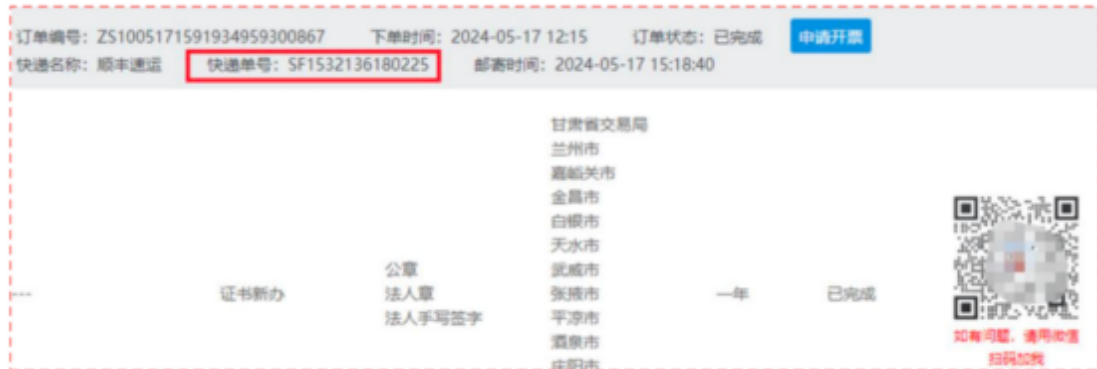 订单编号：ZS1005171591934959300867 下单时间：2024-05-17 12:15 订单状态：已完成 申请开票
快递名称：顺丰速运 快递单号：SF1532136180225 邮寄时间：2024-05-17 15:18:40
甘肃省交易局
兰州市
嘉峪关市
金昌市
白银市
天水市
公章
武威市
--- 证书新办 法人章 张掖市 一年 已完成
法人手写签字 平凉市
酒泉市
庆阳市
如有问题，请用微信
扫码加我